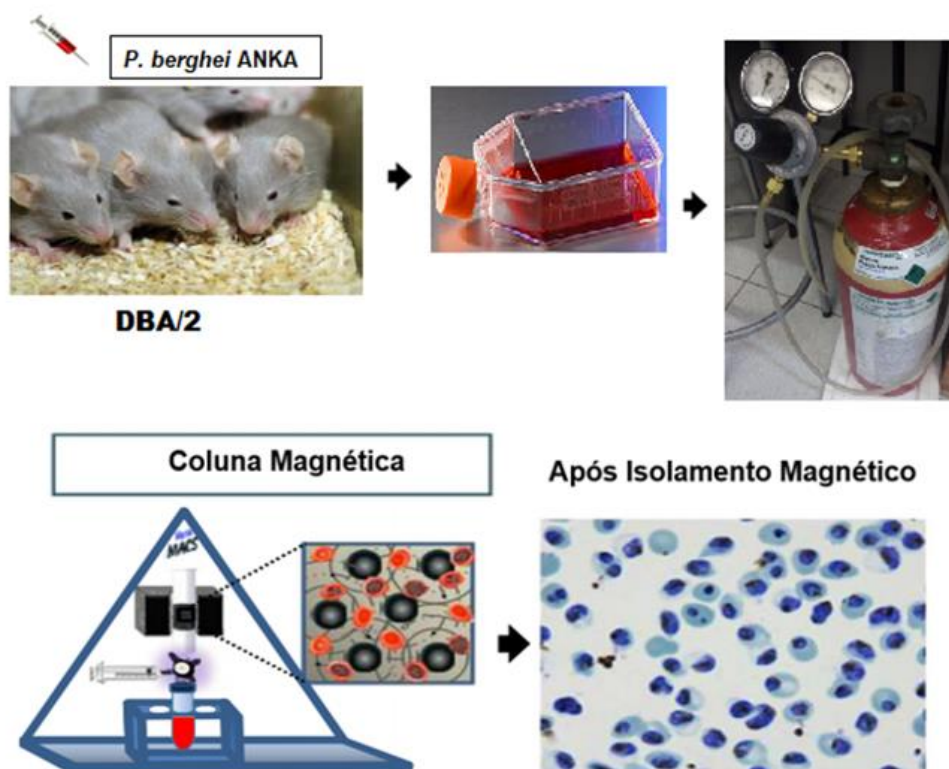 P. berghei ANKA
DBA/2
Coluna Magnética
Após Isolamento Magnético
MACS